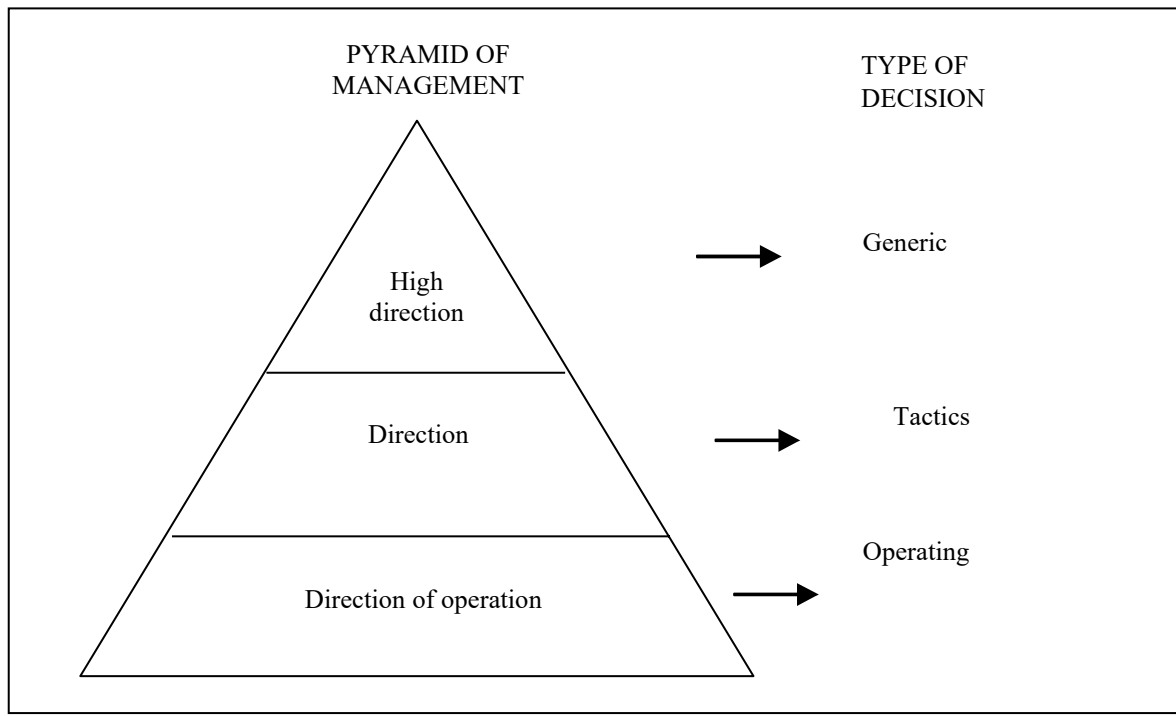 PYRAMID OF
MANAGEMENT
TYPE OF
DECISION
High
direction
Generic
Direction
Tactics
Direction of operation
Operating